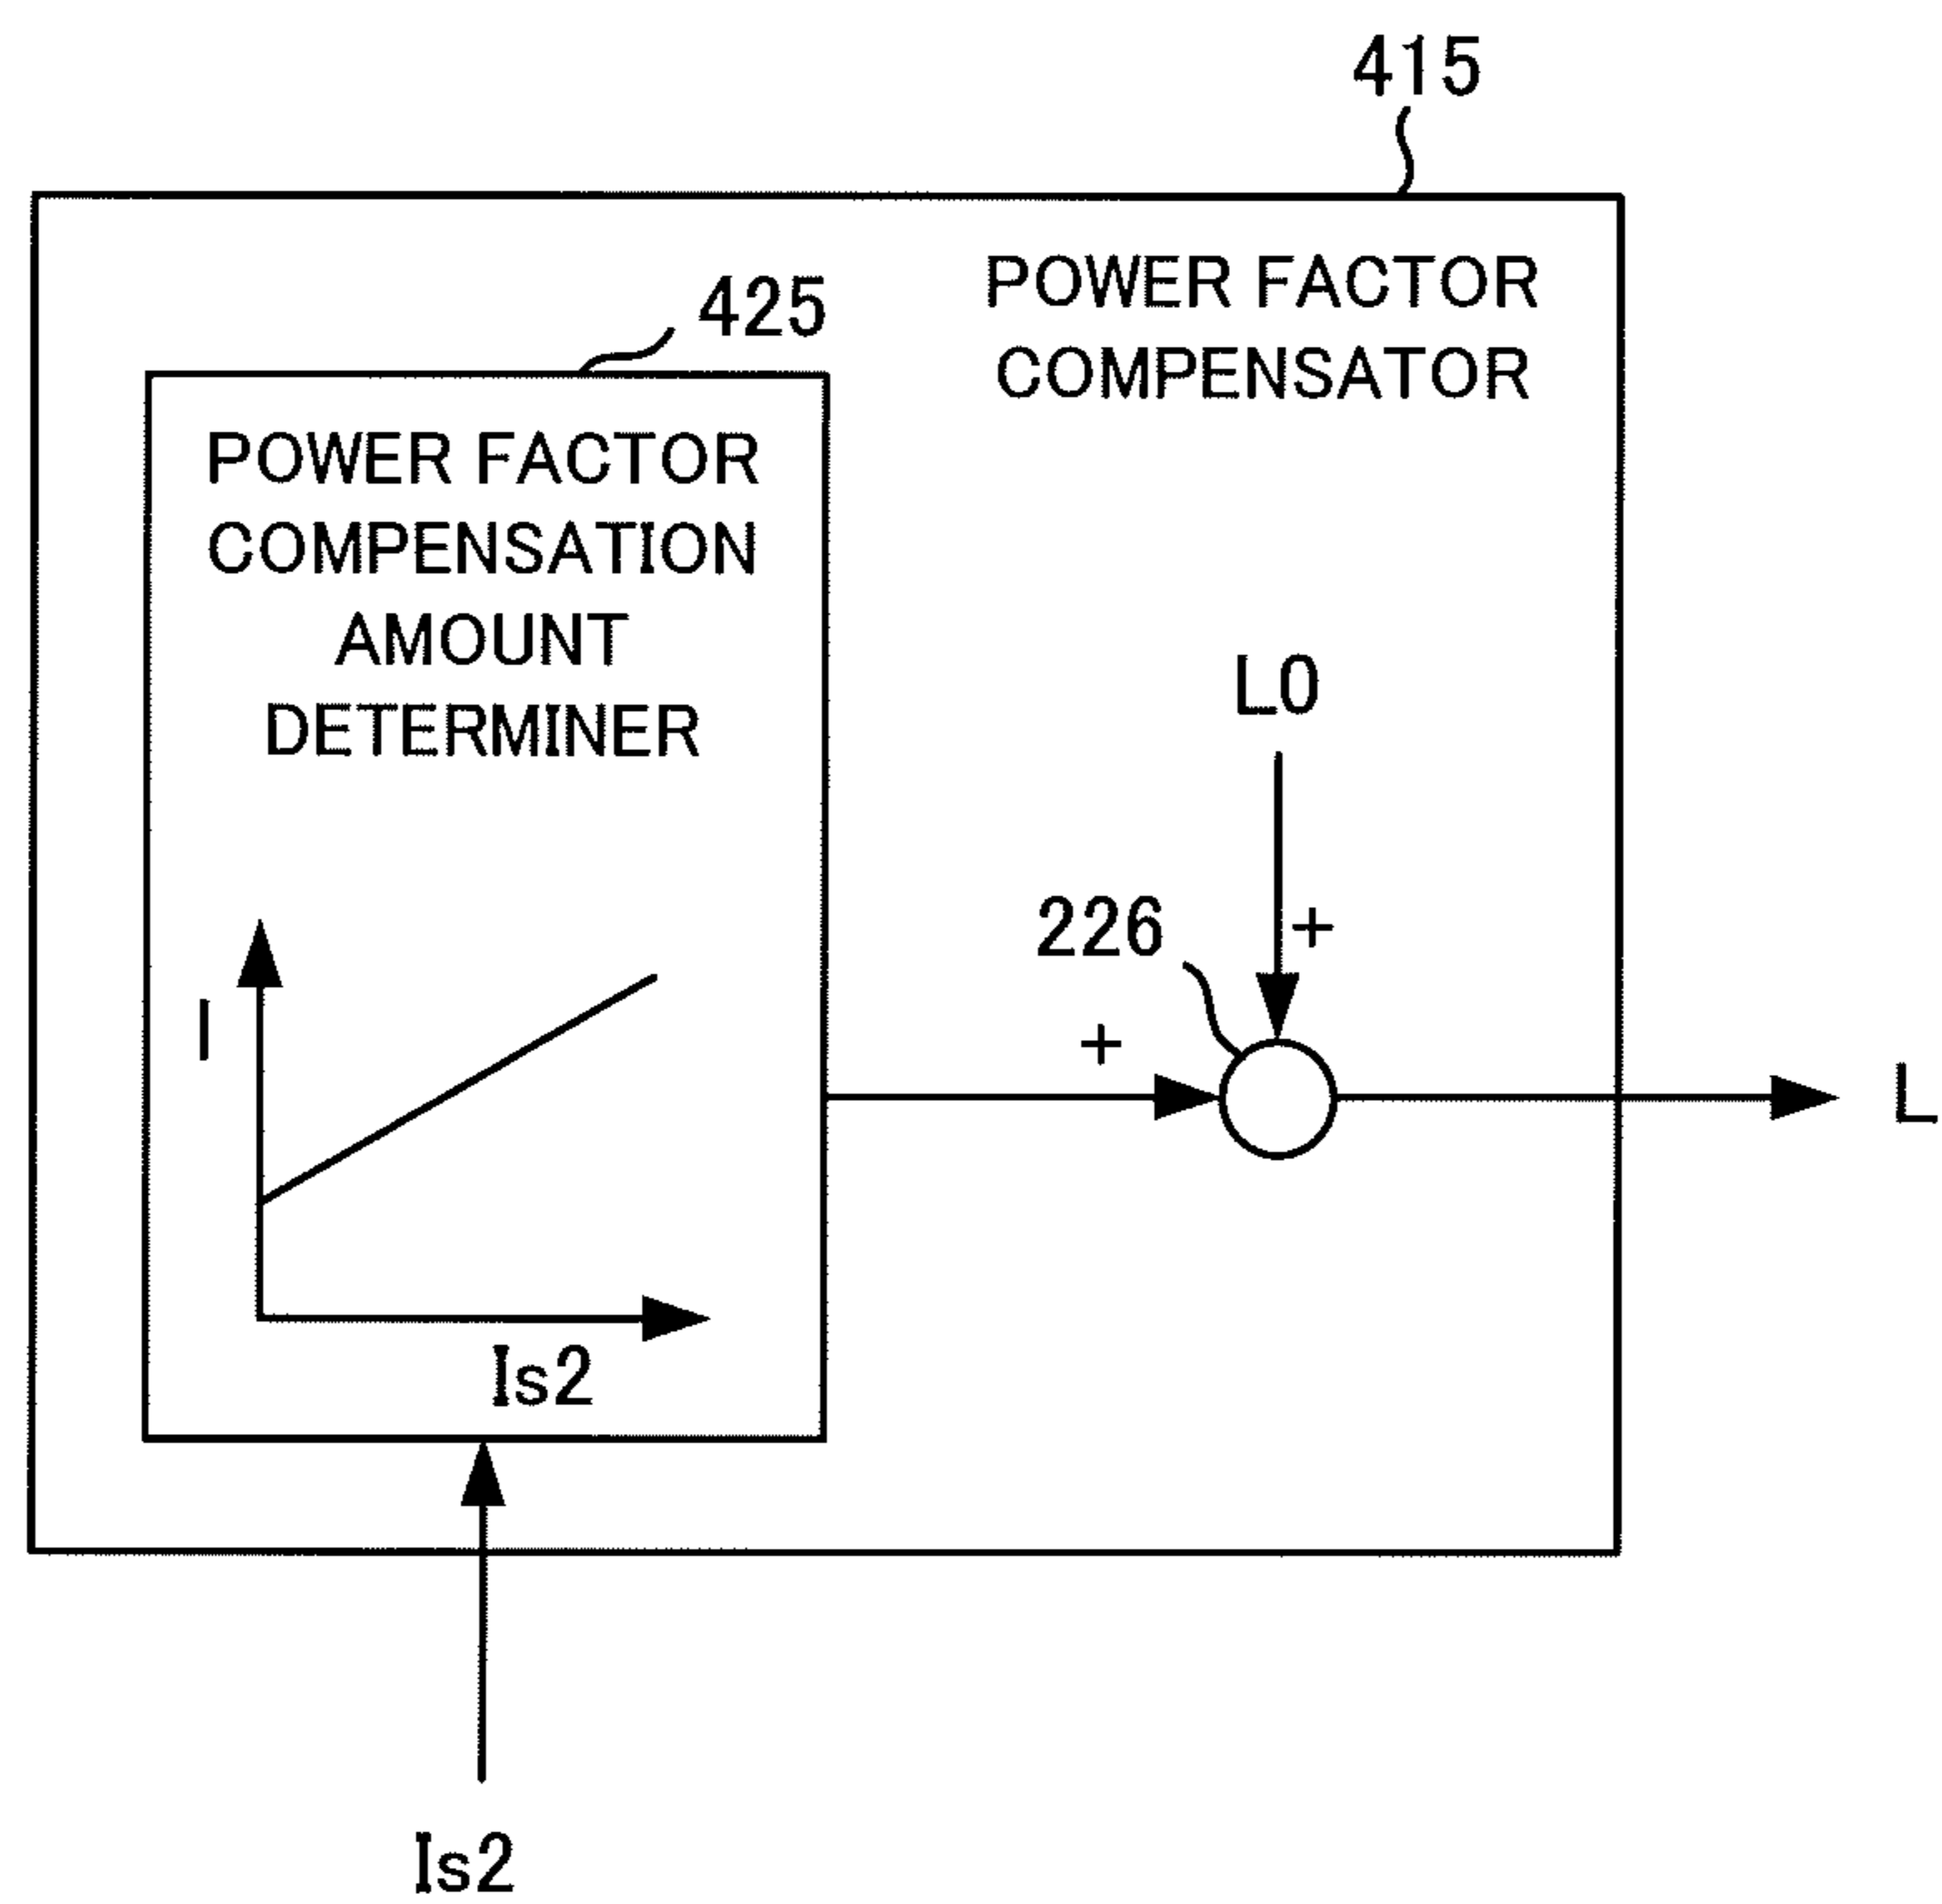 415
POWER FACTOR
COMPENSATOR
425
POWER FACTOR
COMPENSATION
AMOUNT
DETERMINER
L0
226
+
+
l
L
Is2
Is2